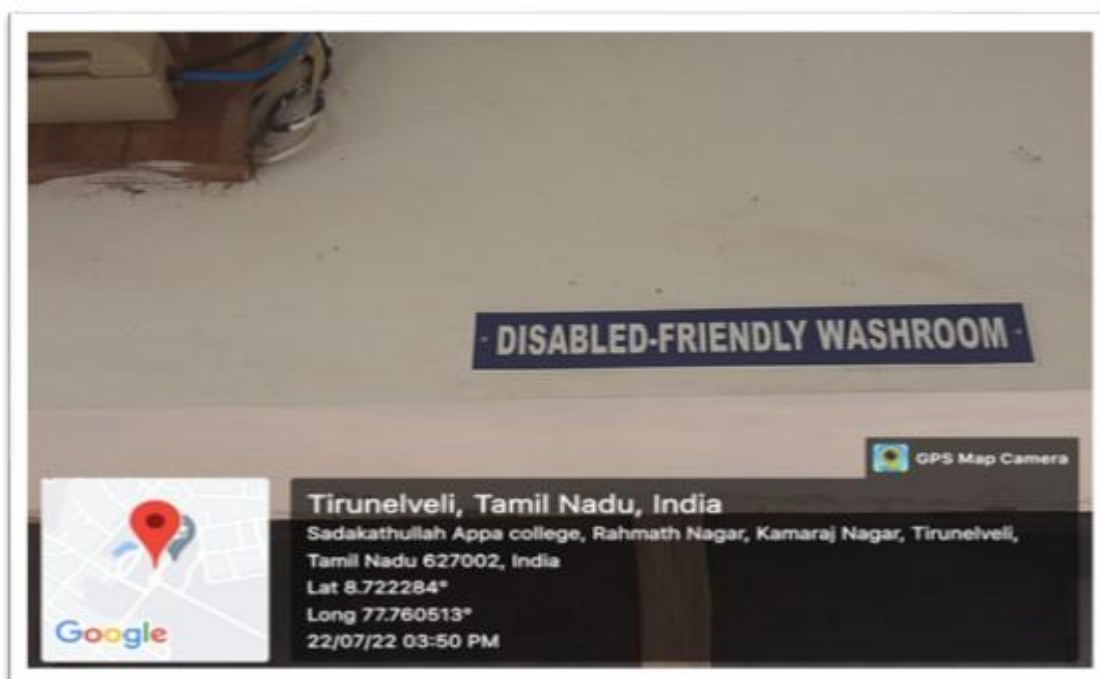 DISABLED-FRIENDLY WASHROOM
GPS Map Camera
Tirunelveli, Tamil Nadu, India
Sadakathullah Appa college, Rahmath Nagar, Kamaraj Nagar, Tirunelveli,
Tamil Nadu 627002, India
Lat 8.722284°
Long 77.760513°
22/07/22 03:50 PM
Google